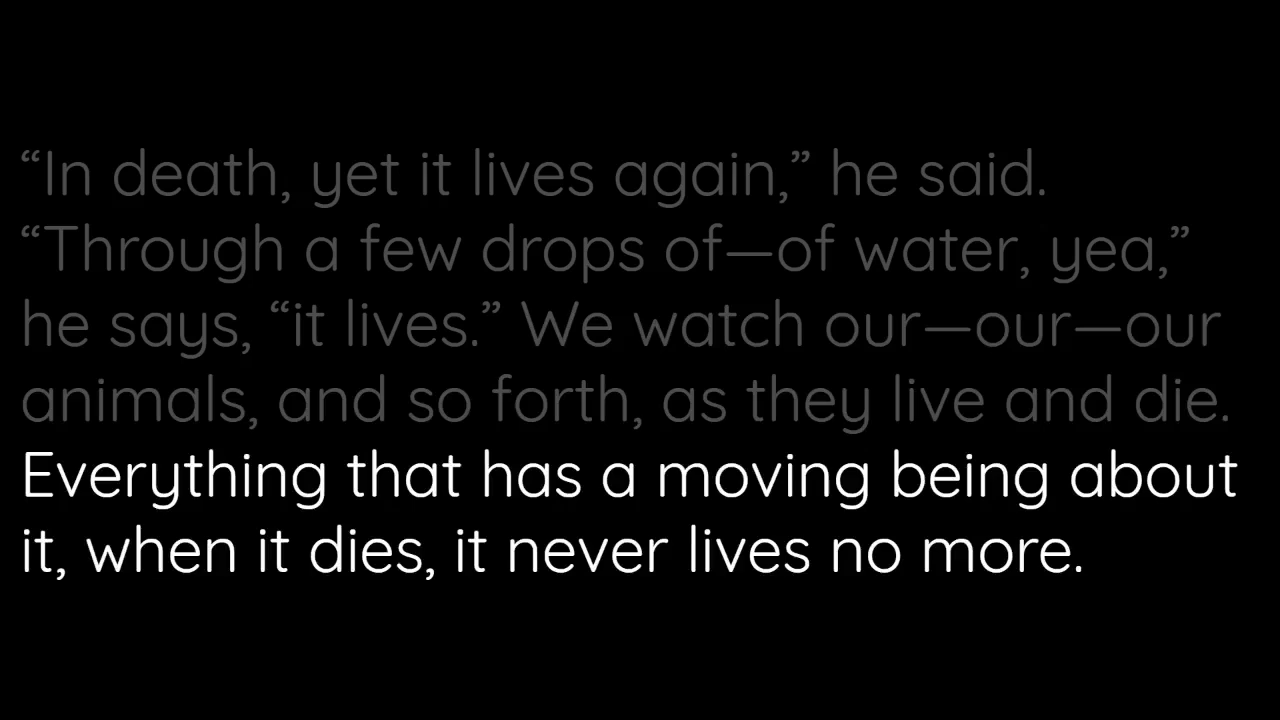 “In death, yet it lives again,” he said.
“Through a few drops of—of water, yea,”
he says, “it lives.” We watch our—our—our
animals, and so forth, as they live and die.
Everything that has a moving being about
it, when it dies, it never lives no more.